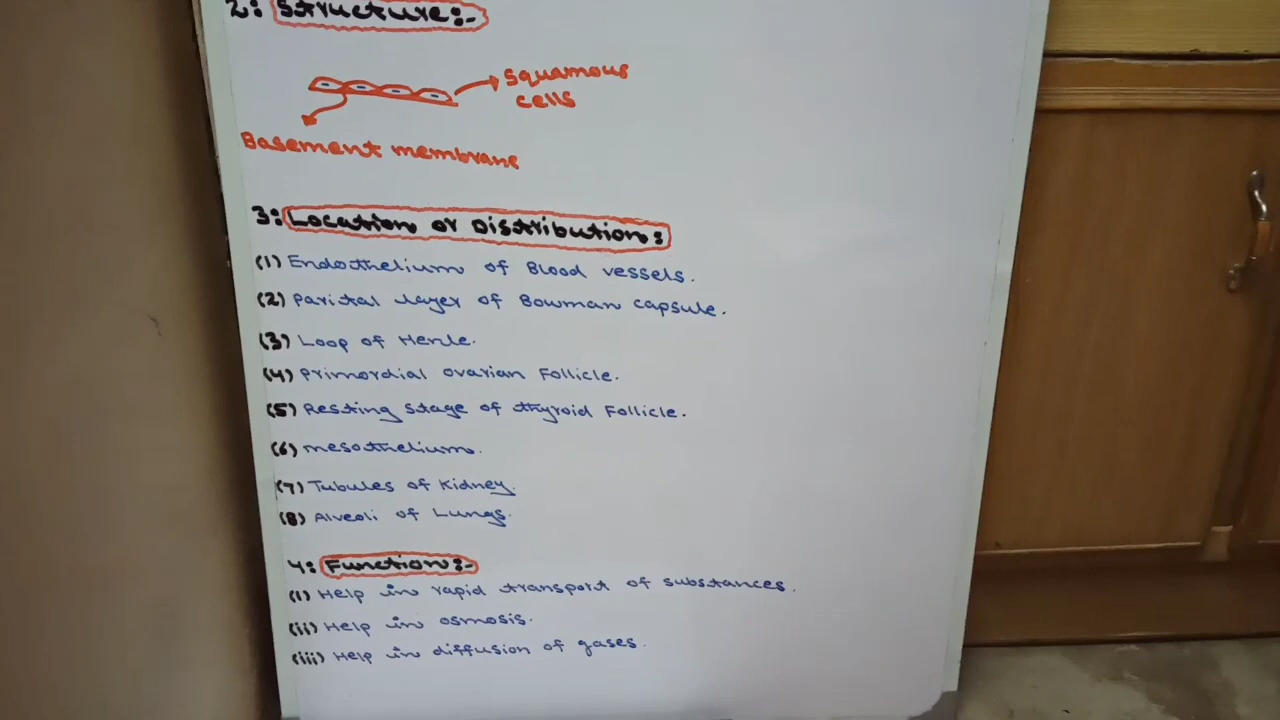 2: Structure:-
Squamous
cells
Basement membrane
3: Location or Distribution:
(1) Endothelium of Blood vessels.
(2) Parital layer of Bowman capsule.
(3) Loop of Henle.
(4) Primordial ovarian Follicle.
(5) Resting stage of thyroid Follicle.
(6) mesothelium.
(7) Tubules of Kidney.
(8) Alveoli of Lungs.
4: Function:-
(i) Help in rapid transport of substances.
(ii) Help in osmosis.
(iii) Help in diffusion of gases.